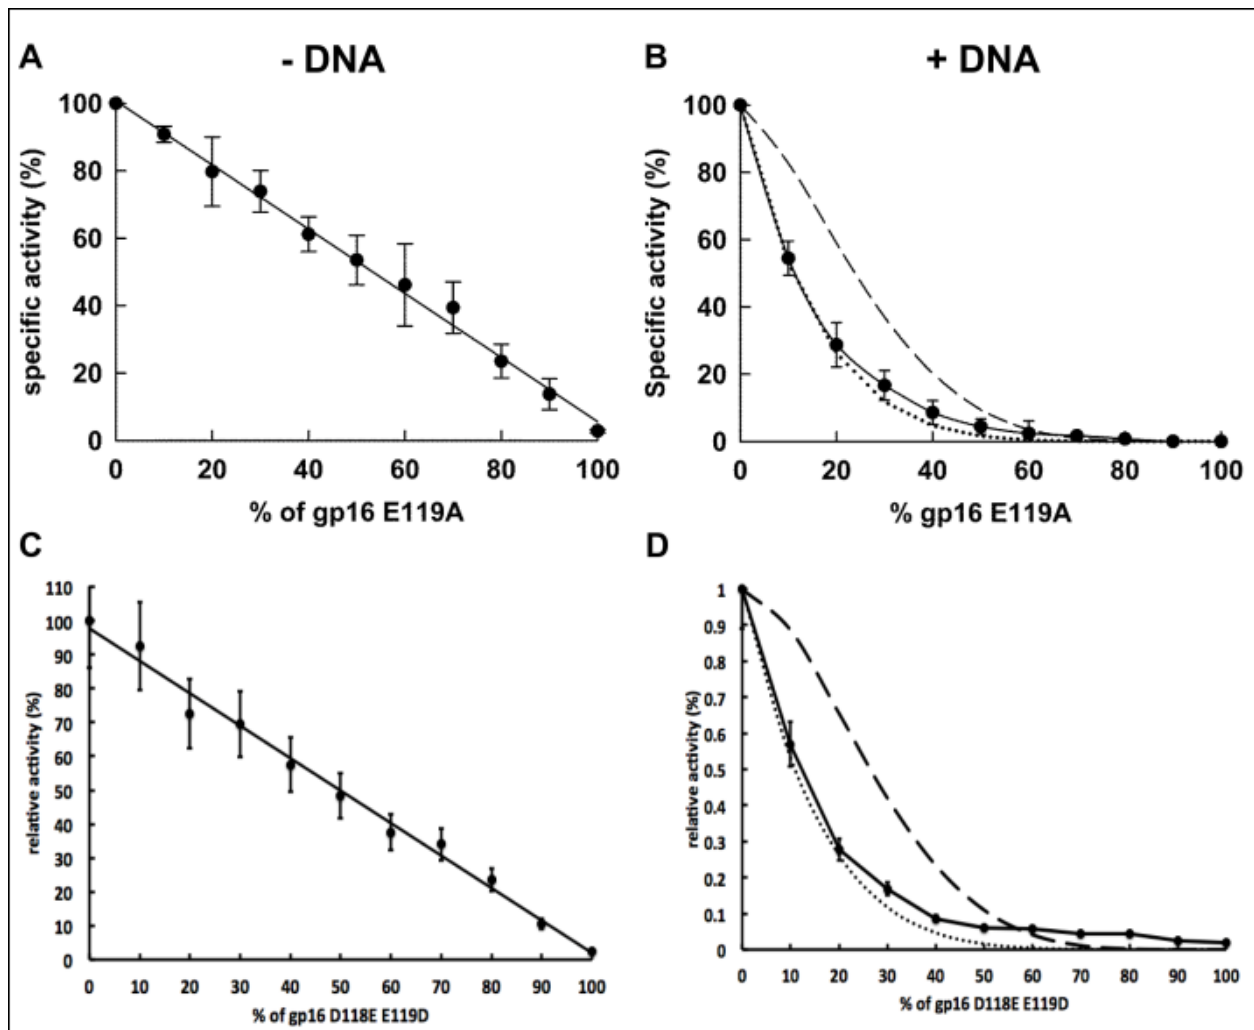 A
- DNA
B
+ DNA
specific activity (%)
100
80
60
40
20
0
0 20 40 60 80 100
% of gp16 E119A
Specific activity (%)
100
80
60
40
20
0
0 20 40 60 80 100
% gp16 E119A
C
relative activity (%)
110
100
90
80
70
60
50
40
30
20
10
0
0 10 20 30 40 50 60 70 80 90 100
% of gp16 D118E E119D
D
relative activity (%)
1
0.9
0.8
0.7
0.6
0.5
0.4
0.3
0.2
0.1
0
0 10 20 30 40 50 60 70 80 90 100
% of gp16 D118E E119D